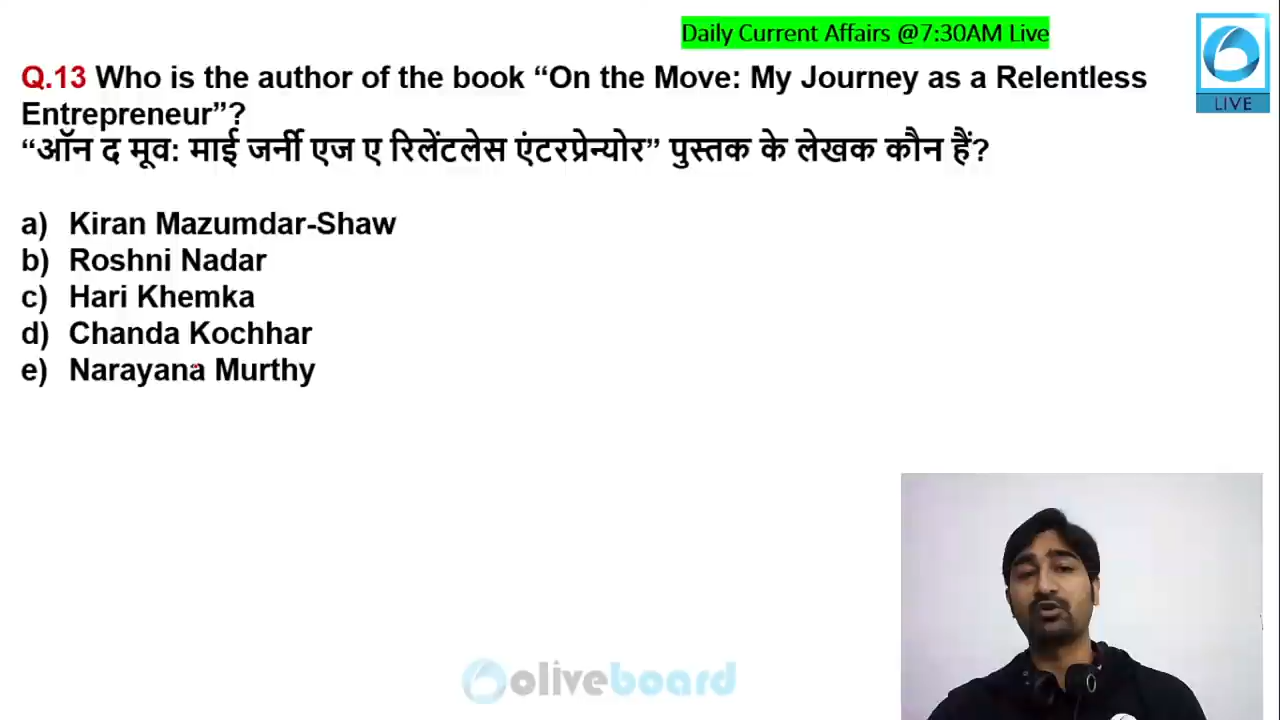 Daily Current Affairs @7:30AM Live
LIVE
Q.13 Who is the author of the book “On the Move: My Journey as a Relentless
Entrepreneur”?
“ऑन द मूव: माई जर्नी एज ए रिलेंटलेस एंटरप्रेन्योर” पुस्तक के लेखक कौन हैं?
a) Kiran Mazumdar-Shaw
b) Roshni Nadar
c) Hari Khemka
d) Chanda Kochhar
e) Narayana Murthy
oliveboard